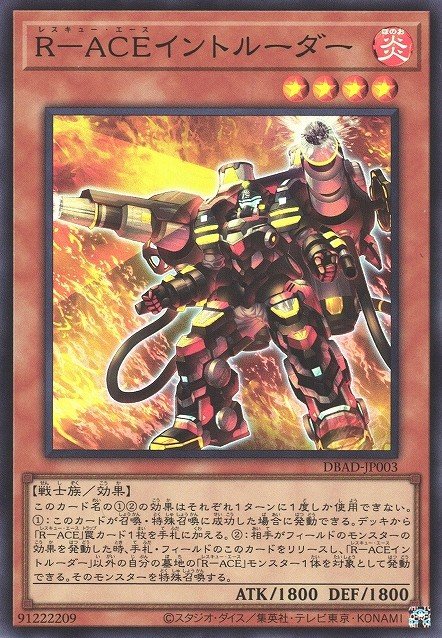 レスキュー エース
R－ACEイントルーダー
ほのお
炎
DBAD-JP003
【戦士族／効果】
このカード名の①②の効果はそれぞれ１ターンに１度しか使用できない。
①：このカードが召喚・特殊召喚に成功した場合に発動できる。デッキから
「R－ACE」罠カード１枚を手札に加える。②：相手がフィールドのモンスターの
効果を発動した時、手札・フィールドのこのカードをリリースし、「R－ACEイン
トルーダー」以外の自分の墓地の「R－ACE」モンスター１体を対象として発動
できる。そのモンスターを特殊召喚する。
ATK/1800 DEF/1800
91222209
©スタジオ・ダイス／集英社・テレビ東京・KONAMI